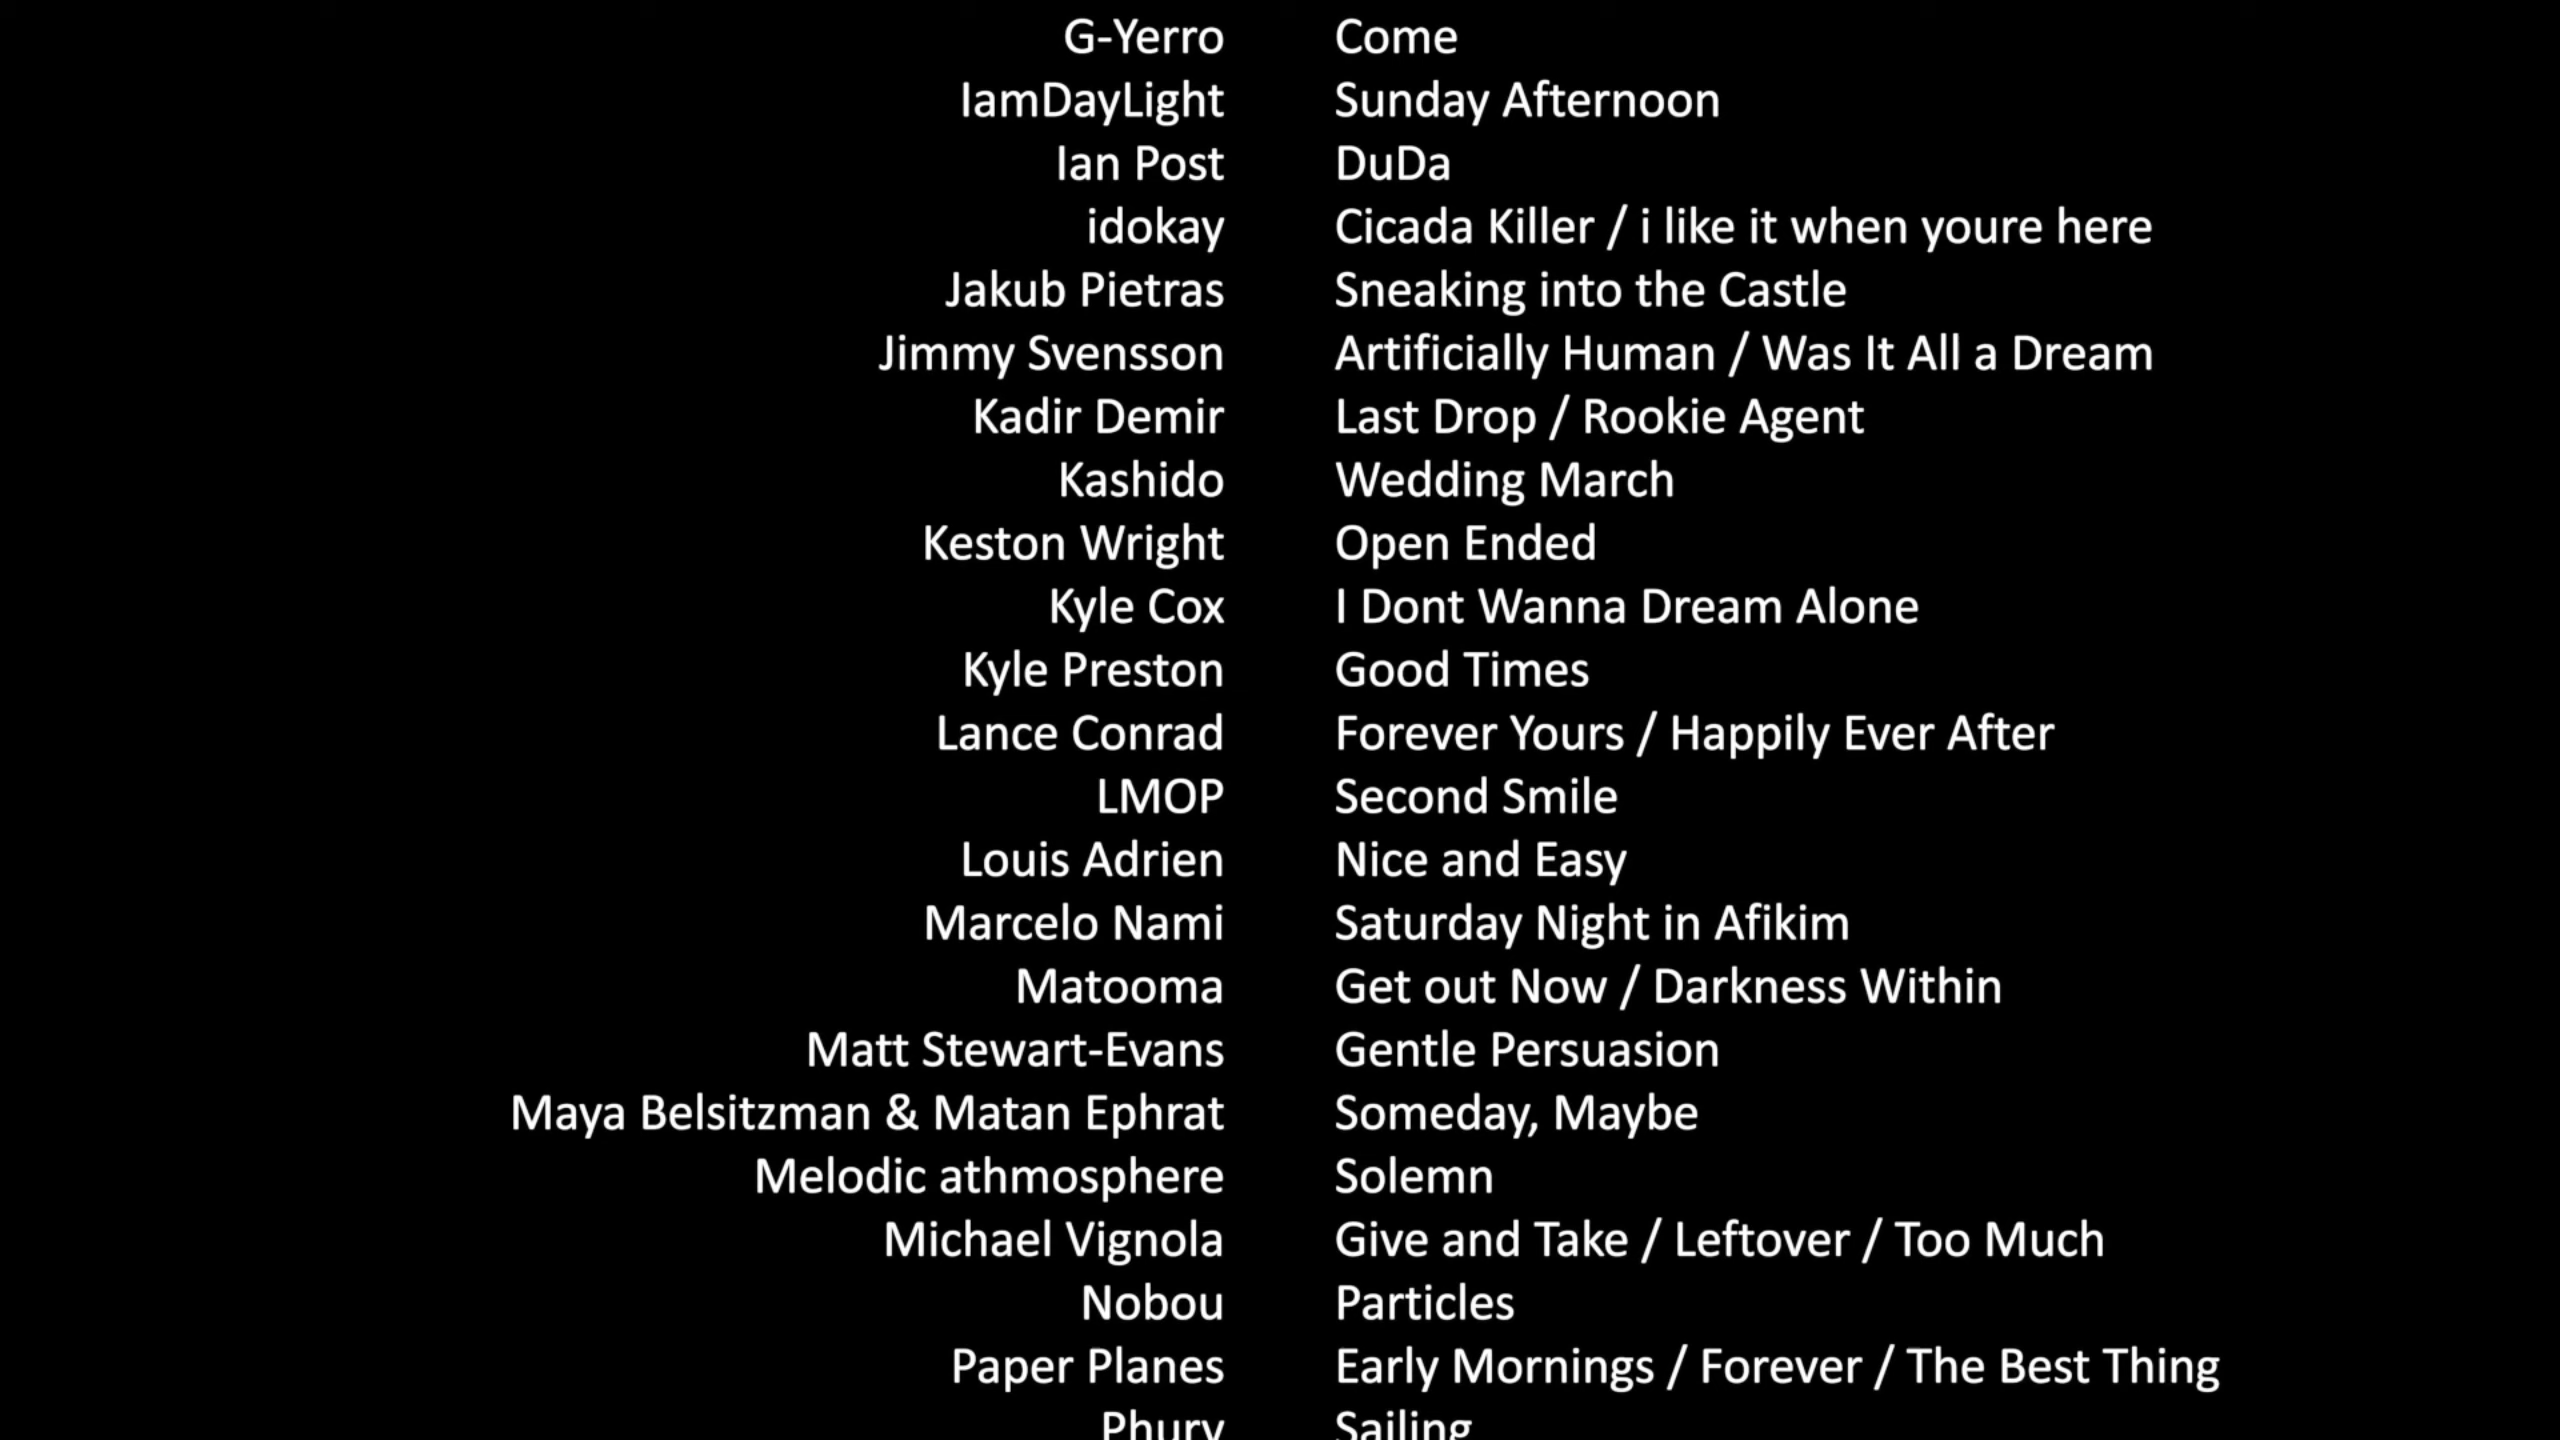 G-Yerro Come
IamDayLight Sunday Afternoon
Ian Post DuDa
idokay Cicada Killer / i like it when youre here
Jakub Pietras Sneaking into the Castle
Jimmy Svensson Artificially Human / Was It All a Dream
Kadir Demir Last Drop / Rookie Agent
Kashido Wedding March
Keston Wright Open Ended
Kyle Cox I Dont Wanna Dream Alone
Kyle Preston Good Times
Lance Conrad Forever Yours / Happily Ever After
LMOP Second Smile
Louis Adrien Nice and Easy
Marcelo Nami Saturday Night in Afikim
Matooma Get out Now / Darkness Within
Matt Stewart-Evans Gentle Persuasion
Maya Belsitzman & Matan Ephrat Someday, Maybe
Melodic athmosphere Solemn
Michael Vignola Give and Take / Leftover / Too Much
Nobou Particles
Paper Planes Early Mornings / Forever / The Best Thing
Phury Sailing